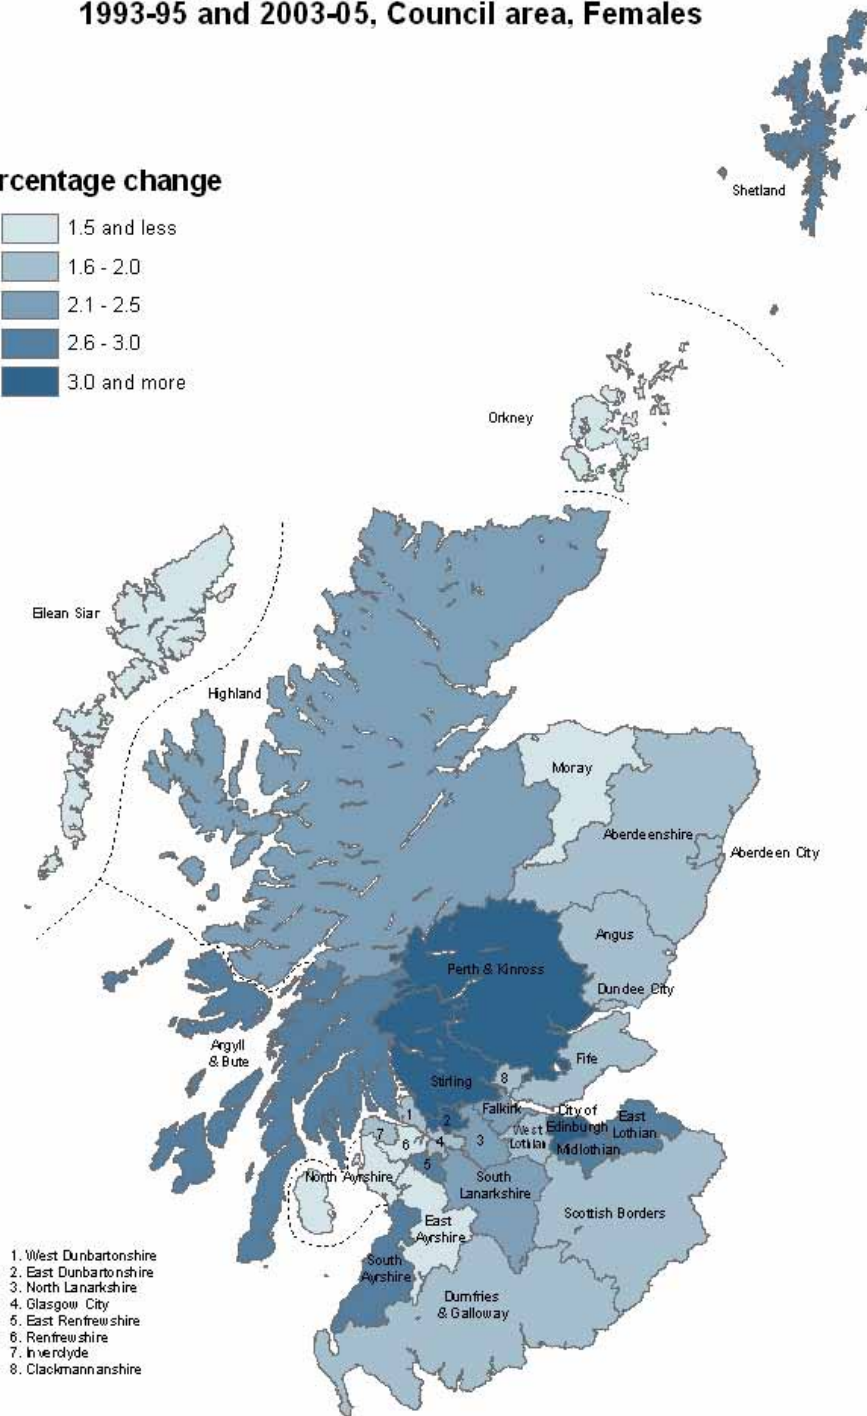 1993-95 and 2003-05, Council area, Females
rcentage change
1.5 and less
1.6 - 2.0
2.1 - 2.5
2.6 - 3.0
3.0 and more
Shetland
Orkney
Eilean Siar
Highland
Moray
Aberdeenshire
Aberdeen City
Angus
Perth & Kinross
Dundee City
Argyll
& Bute
Fife
Stirling
8
1
2
Falkirk
City of
Edinburgh
East
Lothian
7
6
4
3
West
Lothian
Midlothian
5
North Ayrshire
South
Lanarkshire
Scottish Borders
East
Ayrshire
South
Ayrshire
Dumfries
& Galloway
1. West Dunbartonshire
2. East Dunbartonshire
3. North Lanarkshire
4. Glasgow City
5. East Renfrewshire
6. Renfrewshire
7. Inverclyde
8. Clackmannanshire